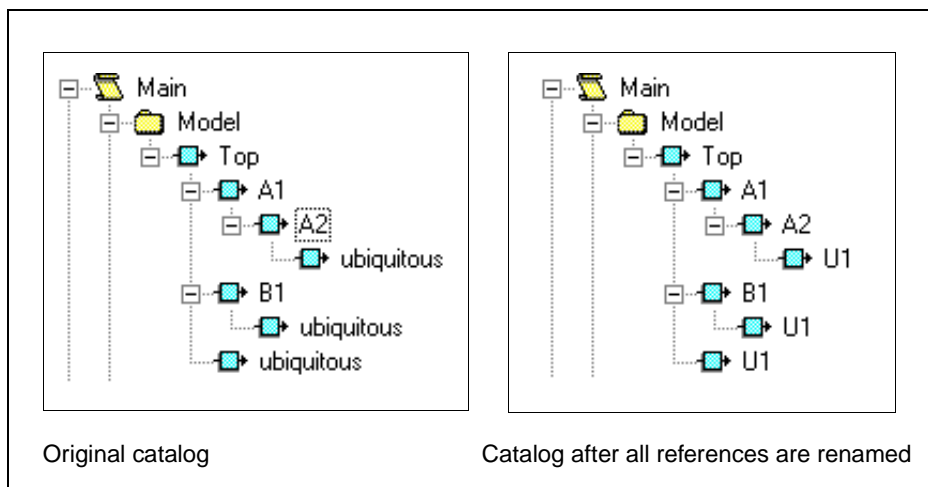 Main
Model
Top
A1
A2
ubiquitous
B1
ubiquitous
ubiquitous
Original catalog
Main
Model
Top
A1
A2
U1
B1
U1
U1
Catalog after all references are renamed